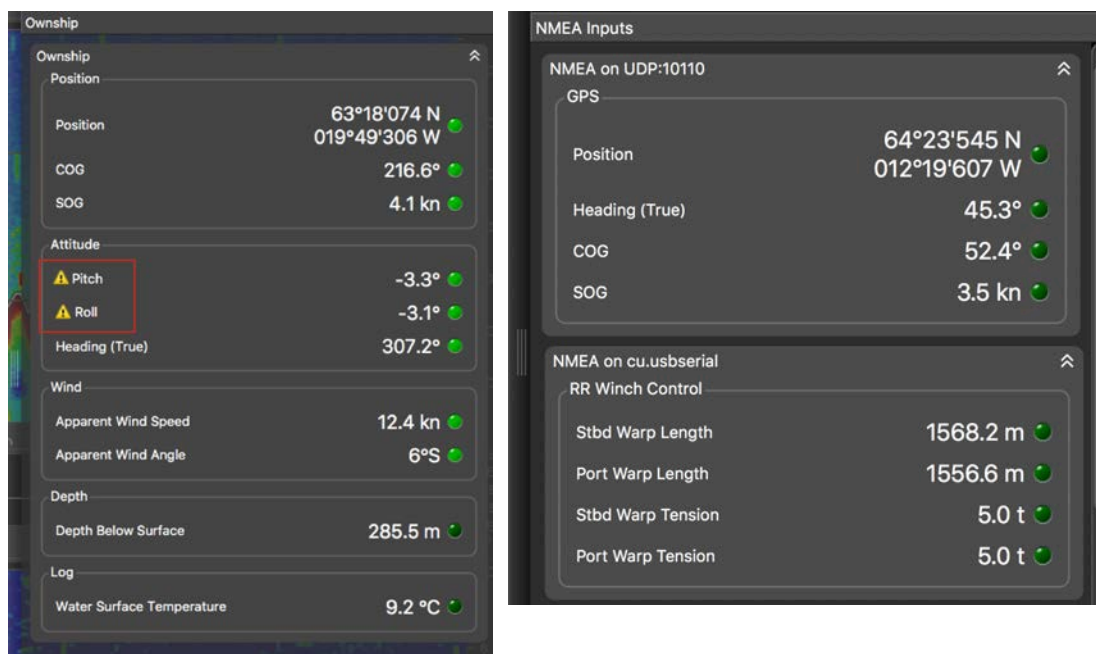 Ownship
Ownship
Position
Position 63°18'074 N
019°49'306 W
COG 216.6°
SOG 4.1 kn
Attitude
Pitch -3.3°
Roll -3.1°
Heading (True) 307.2°
Wind
Apparent Wind Speed 12.4 kn
Apparent Wind Angle 6°S
Depth
Depth Below Surface 285.5 m
Log
Water Surface Temperature 9.2 °C
NMEA Inputs
NMEA on UDP:10110
GPS
Position 64°23'545 N
012°19'607 W
Heading (True) 45.3°
COG 52.4°
SOG 3.5 kn
NMEA on cu.usbserial
RR Winch Control
Stbd Warp Length 1568.2 m
Port Warp Length 1556.6 m
Stbd Warp Tension 5.0 t
Port Warp Tension 5.0 t